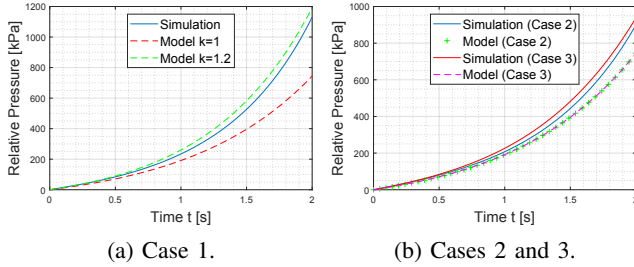 Relative Pressure [kPa]
1200
1000
800
600
400
200
0
Simulation
Model k=1
Model k=1.2
0
0.5
1
1.5
2
Time t [s]
(a) Case 1.
Relative Pressure [kPa]
1000
800
600
400
200
0
Simulation (Case 2)
Model (Case 2)
Simulation (Case 3)
Model (Case 3)
0
0.5
1
1.5
2
Time t [s]
(b) Cases 2 and 3.